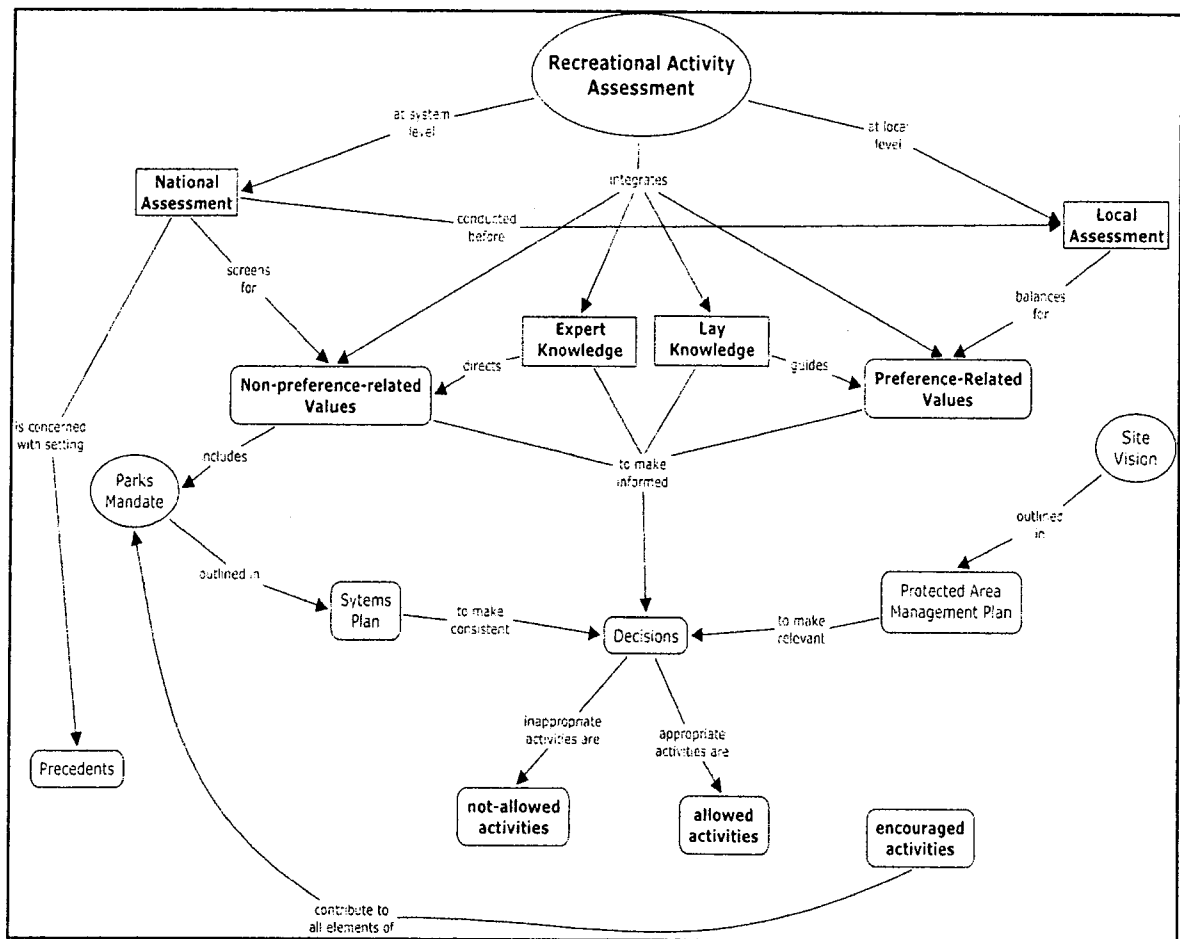 Recreational Activity
Assessment
at system
level
at local
level
National
Assessment
integrates
conducted
before
Local
Assessment
screens
for
balances
for
Expert
Knowledge
Lay
Knowledge
directs
guides
Non-preference-related
Values
Preference-Related
Values
is concerned
with setting
includes
to make
informed
Site
Vision
Parks
Mandate
outlined
in
outlined in
Sytems
Plan
to make
consistent
Decisions
to make
relevant
Protected Area
Management Plan
inappropriate
activities are
appropriate
activities are
Precedents
not-allowed
activities
allowed
activities
encouraged
activities
contribute to
all elements of